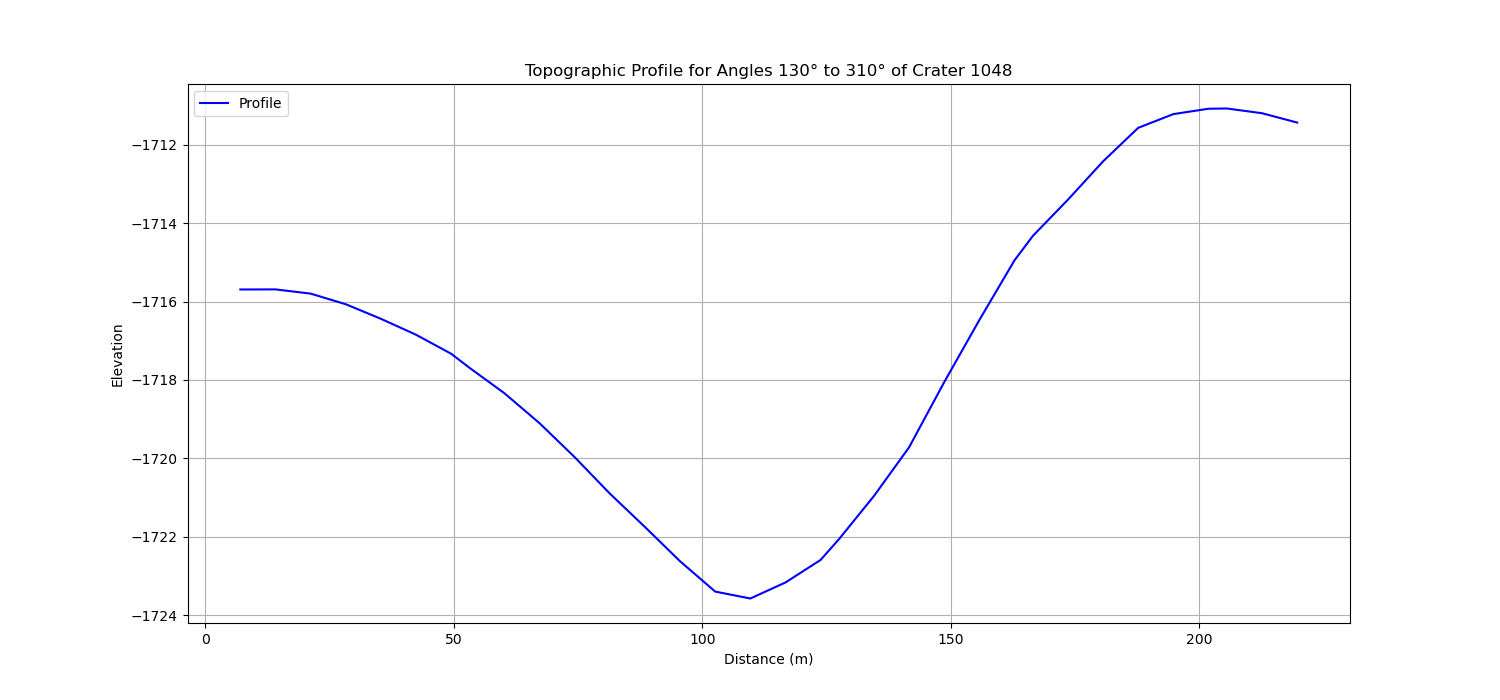 Topographic Profile for Angles 130° to 310° of Crater 1048
Profile
−1712
−1714
−1716
−1718
−1720
−1722
−1724
Elevation
0 50 100 150 200
Distance (m)